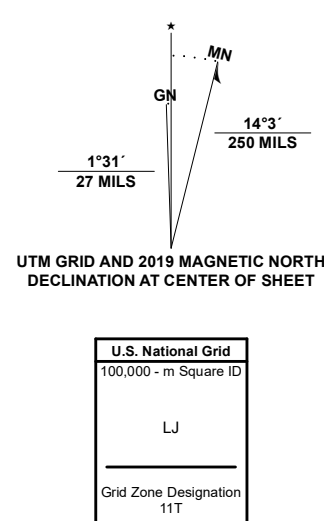 MN
GN
14°3´
250 MILS
1°31´
27 MILS
UTM GRID AND 2019 MAGNETIC NORTH
DECLINATION AT CENTER OF SHEET
U.S. National Grid
100,000 - m Square ID
LJ
Grid Zone Designation
11T